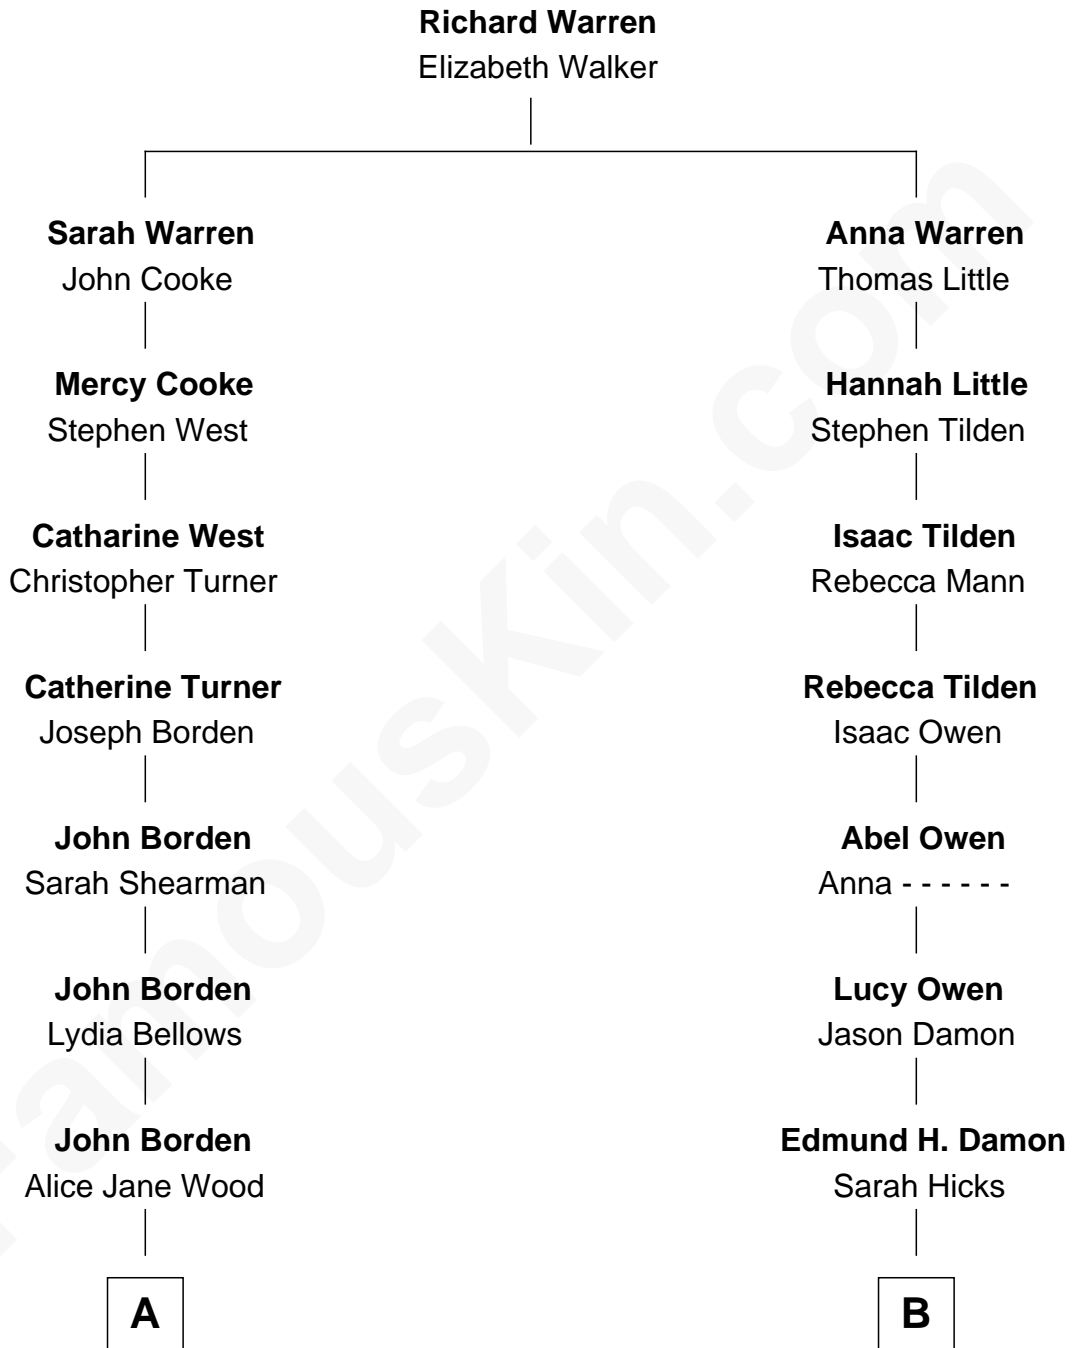 Richard Warren
Elizabeth Walker
Sarah Warren
John Cooke
Anna Warren
Thomas Little
Mercy Cooke
Stephen West
Hannah Little
Stephen Tilden
Catharine West
Christopher Turner
Isaac Tilden
Rebecca Mann
Catherine Turner
Joseph Borden
Rebecca Tilden
Isaac Owen
John Borden
Sarah Shearman
Abel Owen
Anna - - - - - -
John Borden
Lydia Bellows
Lucy Owen
Jason Damon
John Borden
Alice Jane Wood
Edmund H. Damon
Sarah Hicks
A
B
FamousKin.com